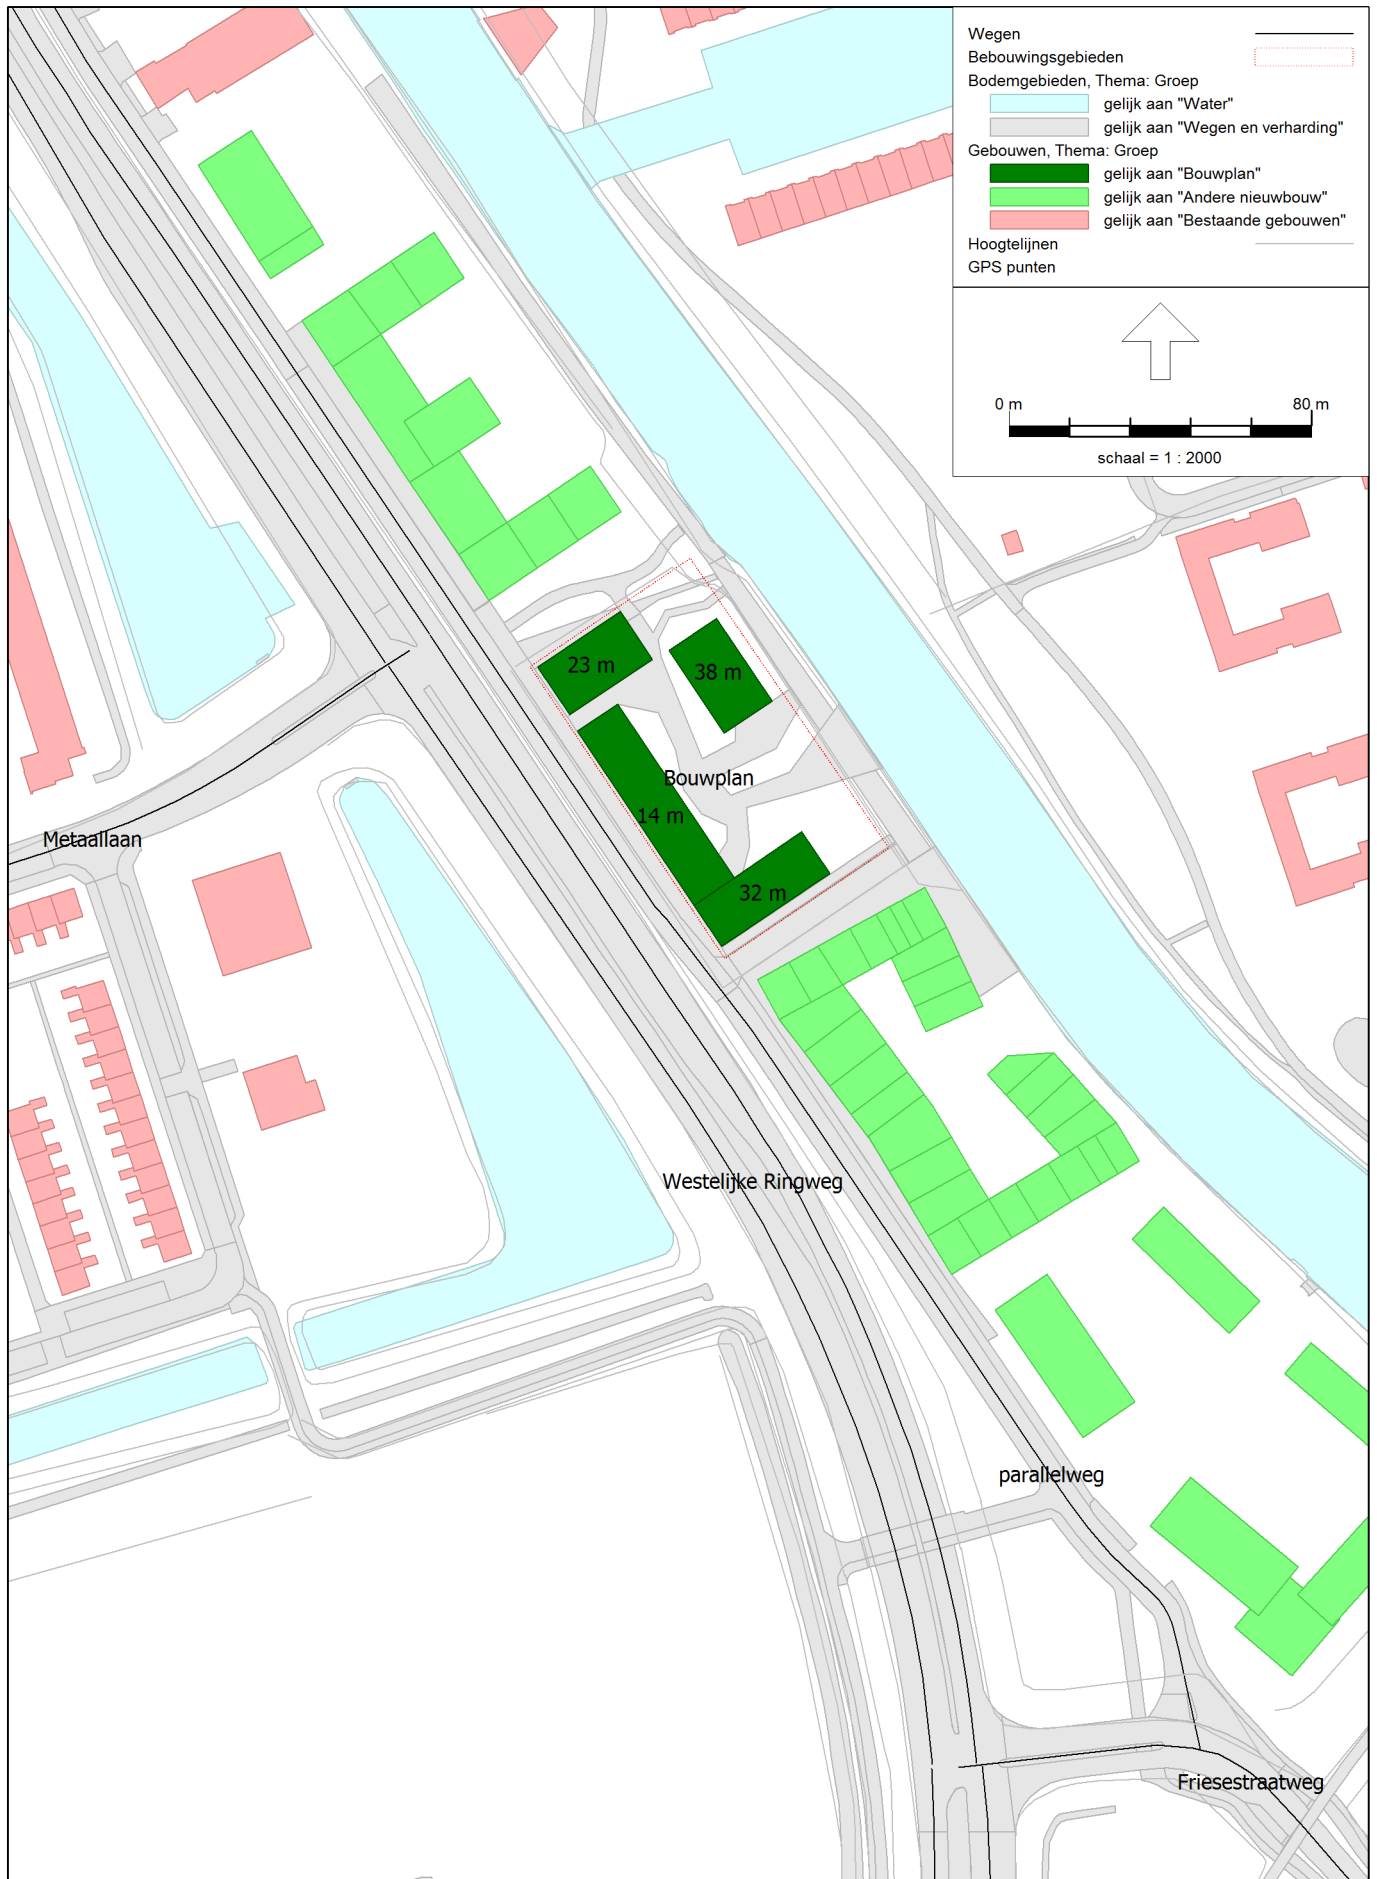 Wegen
Bebouwingsgebieden
Bodemgebieden, Thema: Groep
gelijk aan "Water"
gelijk aan "Wegen en verharding"
Gebouwen, Thema: Groep
gelijk aan "Bouwplan"
gelijk aan "Andere nieuwbouw"
gelijk aan "Bestaande gebouwen"
Hoogtelijnen
GPS punten
0 m 80 m
schaal = 1 : 2000
23 m
38 m
Bouwplan
14 m
Metaallaan
32 m
Westelijke Ringweg
parallelweg
Friesestraatweg